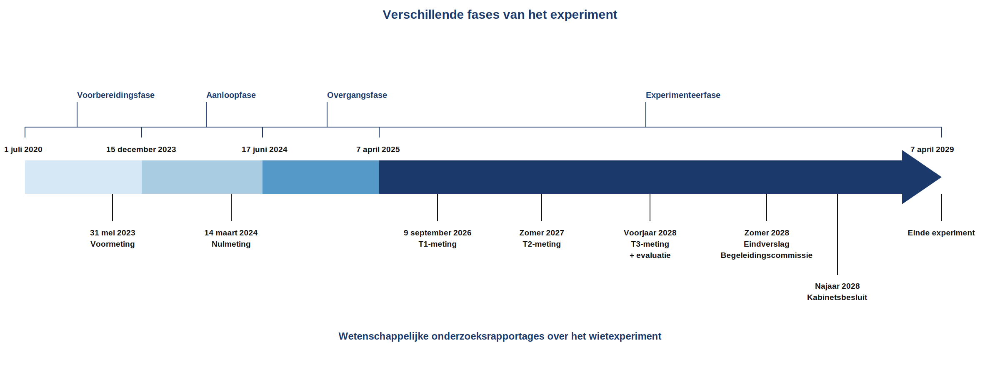 Verschillende fases van het experiment
Voorbereidingsfase
Aanloopfase
Overgangsfase
Experimenteerfase
1 juli 2020
15 december 2023
17 juni 2024
7 april 2025
7 april 2029
31 mei 2023
Voormeting
14 maart 2024
Nulmeting
9 september 2026
T1-meting
Zomer 2027
T2-meting
Voorjaar 2028
T3-meting
+ evaluatie
Zomer 2028
Eindverslag
Begeleidingscommissie
Einde experiment
Najaar 2028
Kabinetsbesluit
Wetenschappelijke onderzoeksrapportages over het wietexperiment